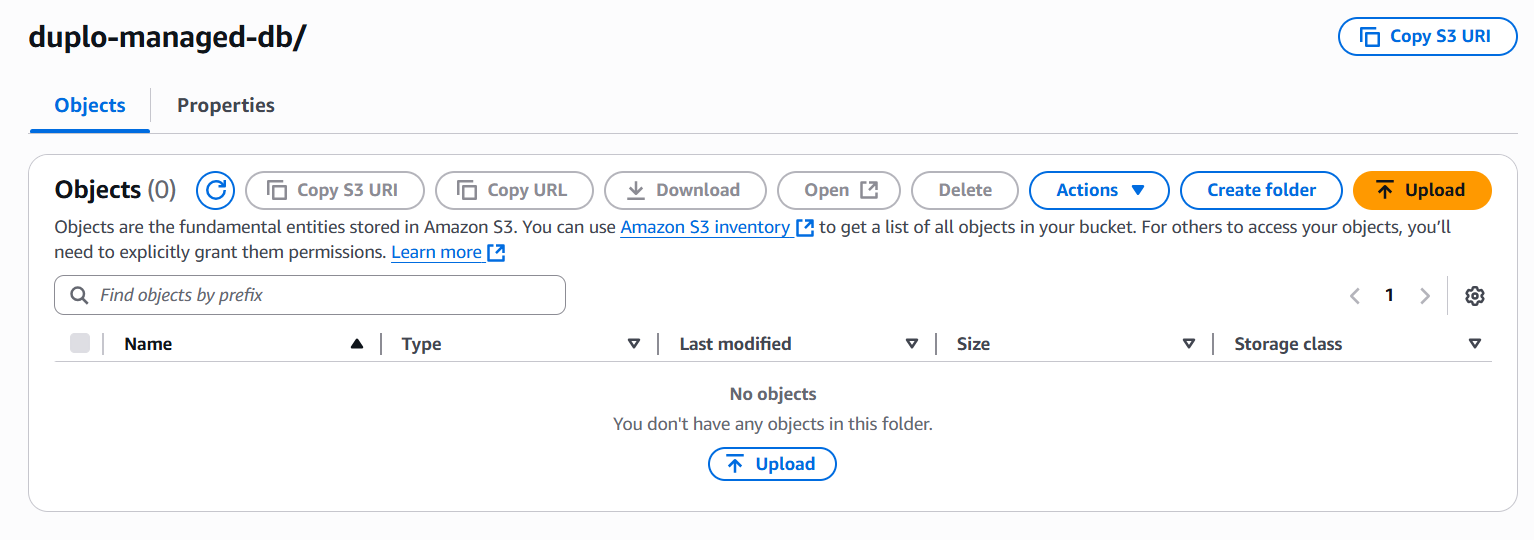 duplo-managed-db/
Copy S3 URI
Objects
Properties
Objects (0)
Copy S3 URI
Copy URL
Download
Open
Delete
Actions
Create folder
Upload
Objects are the fundamental entities stored in Amazon S3. You can use Amazon S3 inventory to get a list of all objects in your bucket. For others to access your objects, you’ll
need to explicitly grant them permissions. Learn more
Find objects by prefix
1
Name
Type
Last modified
Size
Storage class
No objects
You don't have any objects in this folder.
Upload